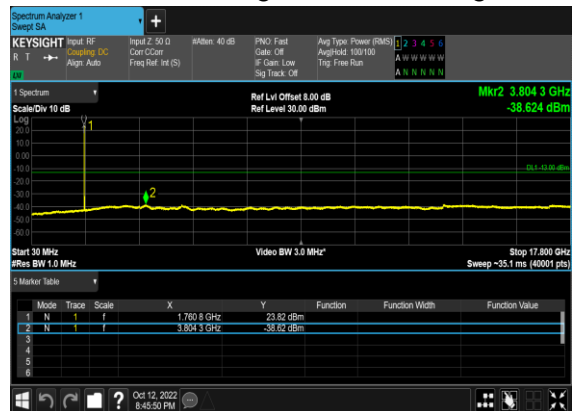 Spectrum Analyzer 1
Swept SA
+
KEYSIGHT Input: RF Input Z: 50 Ω #Atten: 40 dB PNO: Fast Avg Type: Power (RMS) 1 2 3 4 5 6
R T Coupling: DC Corr CCorr Gate: Off Avg|Hold: 100/100 A W W W W W
Align: Auto Freq Ref: Int (S) IF Gain: Low Trig: Free Run
LW Sig Track: Off A N N N N N
1 Spectrum Ref Lvl Offset 8.00 dB Mkr2 3.804 3 GHz
Scale/Div 10 dB Ref Level 30.00 dBm -38.624 dBm
Log
20.0
10.0
0.00
-10.0
-20.0
-30.0
-40.0
-50.0
-60.0
1
DL1 -13.00 dBm
2
Start 30 MHz Video BW 3.0 MHz* Stop 17.800 GHz
#Res BW 1.0 MHz Sweep ~35.1 ms (40001 pts)
5 Marker Table
Mode Trace Scale X Y Function Function Width Function Value
1 N 1 f 1.760 8 GHz 23.82 dBm
2 N 1 f 3.804 3 GHz -38.62 dBm
3
4
5
6
? Oct 12, 2022
8:45:50 PM